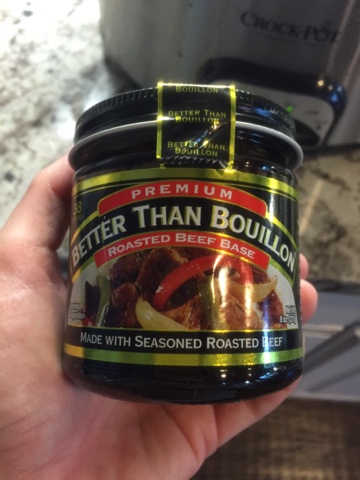 CROCK-POT
BOUILLON
BETTER THAN
BOUILLON
BETTER THAN
BOUILLON
PREMIUM
BETTER THAN BOUILLON
ROASTED BEEF BASE
MADE WITH SEASONED ROASTED BEEF